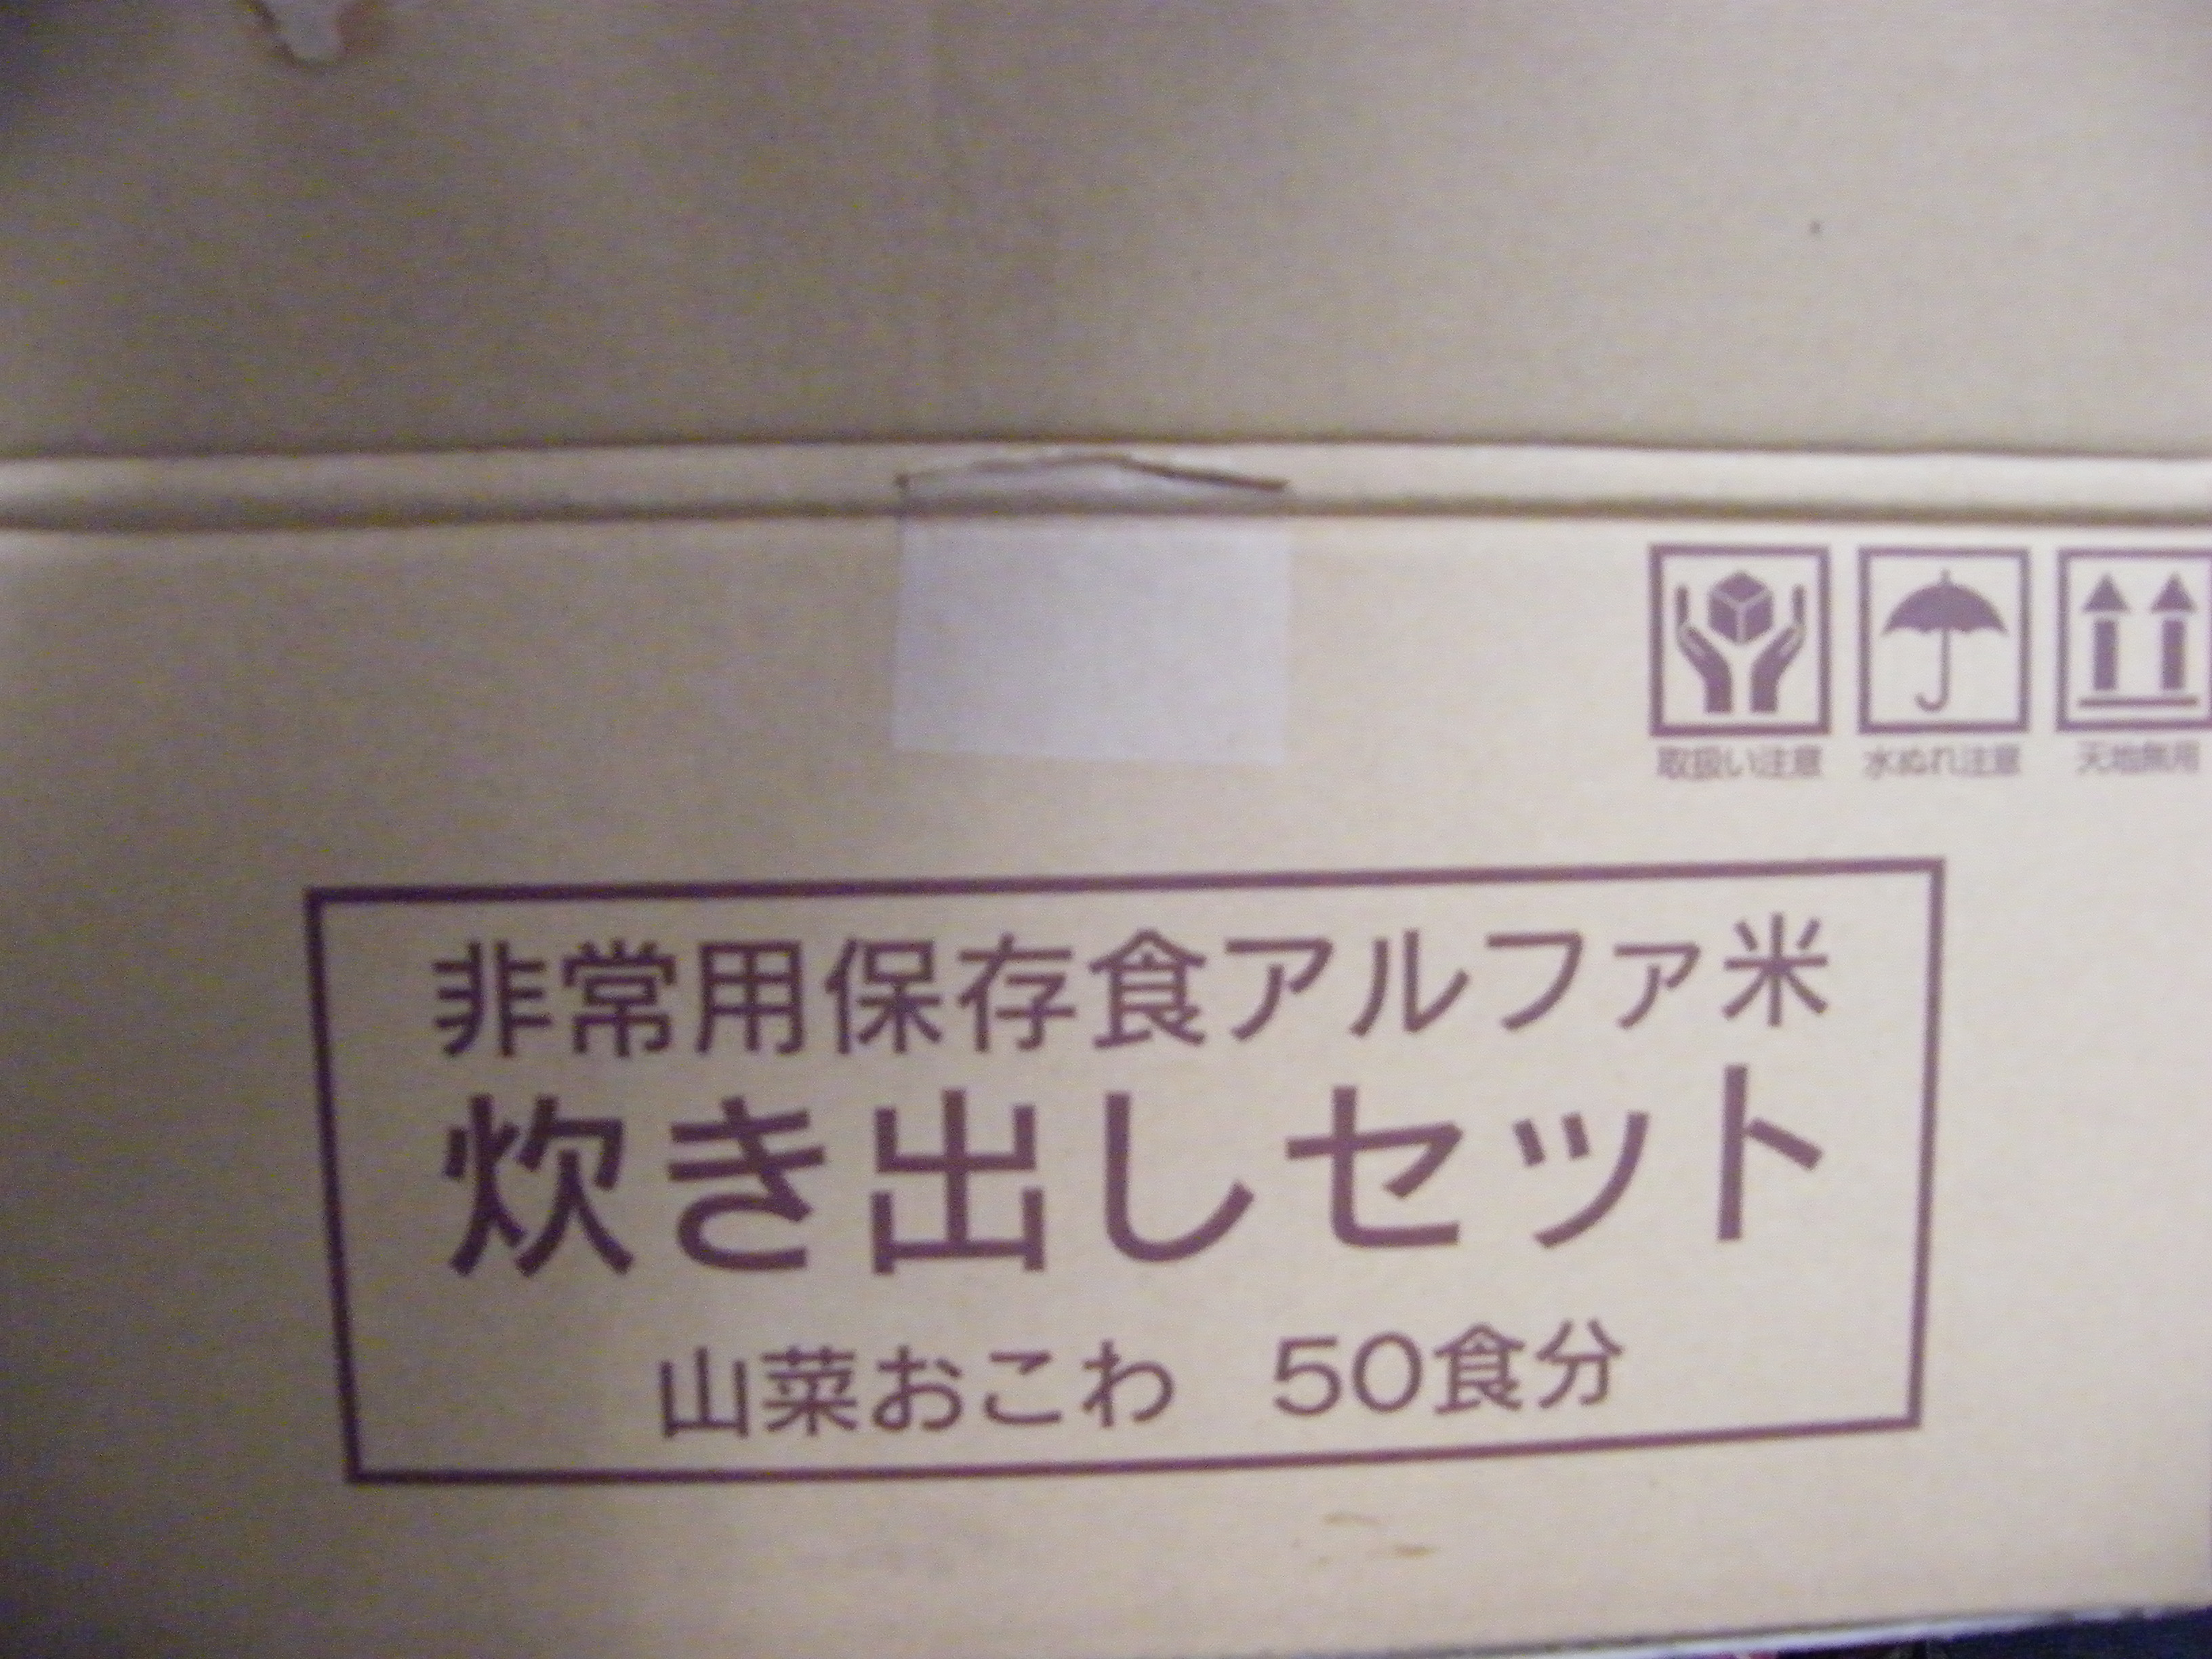 取扱い注意 水ぬれ注意 天地無用
非常用保存食アルファ米
炊き出しセット
山菜おこわ 50食分